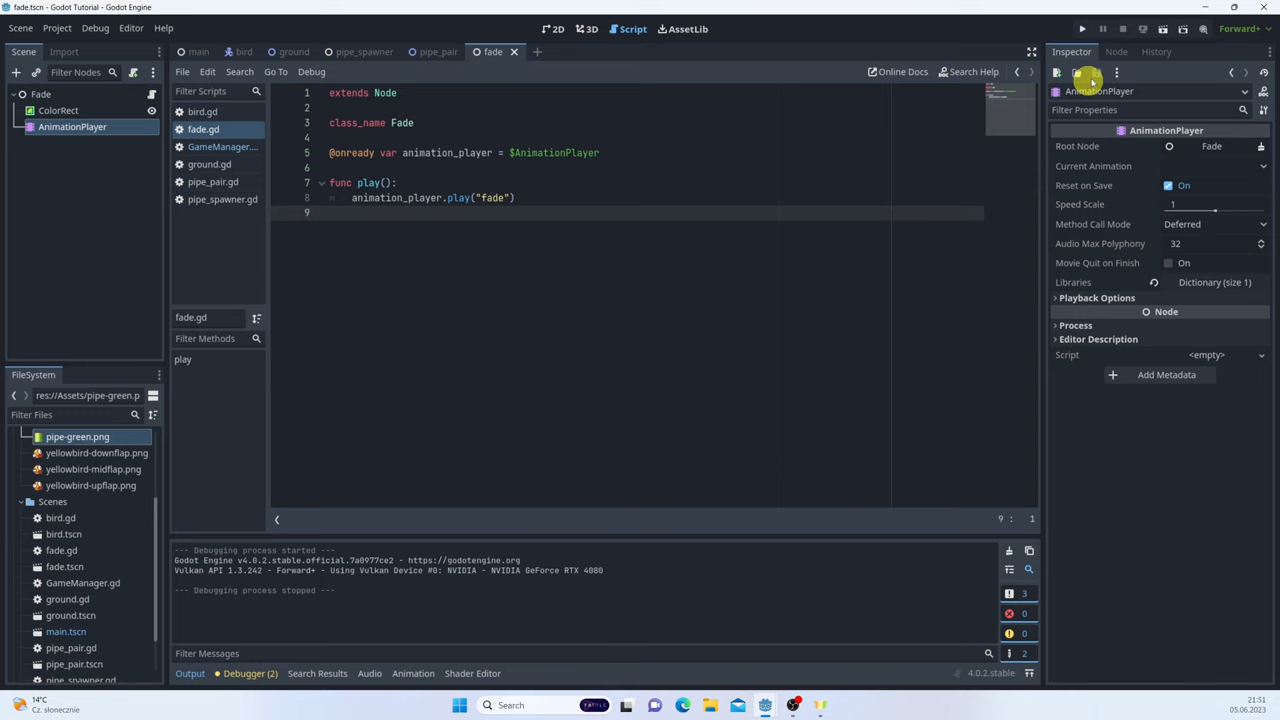 fade.tscn - Godot Tutorial - Godot Engine
Scene Project Debug Editor Help
2D 3D Script AssetLib
Forward+
Scene Import
Filter Nodes
Fade
ColorRect
AnimationPlayer
FileSystem
res://Assets/pipe-green.p
Filter Files
pipe-green.png
yellowbird-downflap.png
yellowbird-midflap.png
yellowbird-upflap.png
Scenes
bird.gd
bird.tscn
fade.gd
fade.tscn
GameManager.gd
ground.gd
ground.tscn
main.tscn
pipe_pair.gd
pipe_pair.tscn
pipe_spawner.gd
main bird ground pipe_spawner pipe_pair fade
File Edit Search Go To Debug
Online Docs Search Help
Filter Scripts
bird.gd
fade.gd
GameManager....
ground.gd
pipe_pair.gd
pipe_spawner.gd
fade.gd
Filter Methods
play
1 extends Node
2
3 class_name Fade
4
5 @onready var animation_player = $AnimationPlayer
6
7 func play():
8 animation_player.play("fade")
9
9 : 1
--- Debugging process started ---
Godot Engine v4.0.2.stable.official.7a0977ce2 - https://godotengine.org
Vulkan API 1.3.242 - Forward+ - Using Vulkan Device #0: NVIDIA - NVIDIA GeForce RTX 4080
--- Debugging process stopped ---
3
0
0
2
Filter Messages
Output Debugger (2) Search Results Audio Animation Shader Editor
4.0.2.stable
Inspector Node History
AnimationPlayer
Filter Properties
AnimationPlayer
Root Node Fade
Current Animation
Reset on Save On
Speed Scale 1
Method Call Mode Deferred
Audio Max Polyphony 32
Movie Quit on Finish On
Libraries Dictionary (size 1)
Playback Options
Node
Process
Editor Description
Script <empty>
Add Metadata
14°C
Cz. słonecznie
Search
21:51
05.06.2023